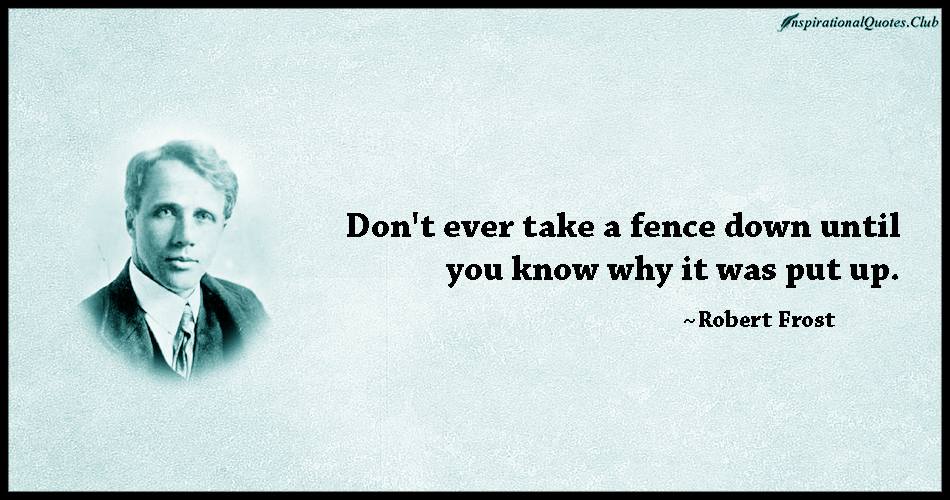 InspirationalQuotes.Club
Don't ever take a fence down until
you know why it was put up.
~Robert Frost